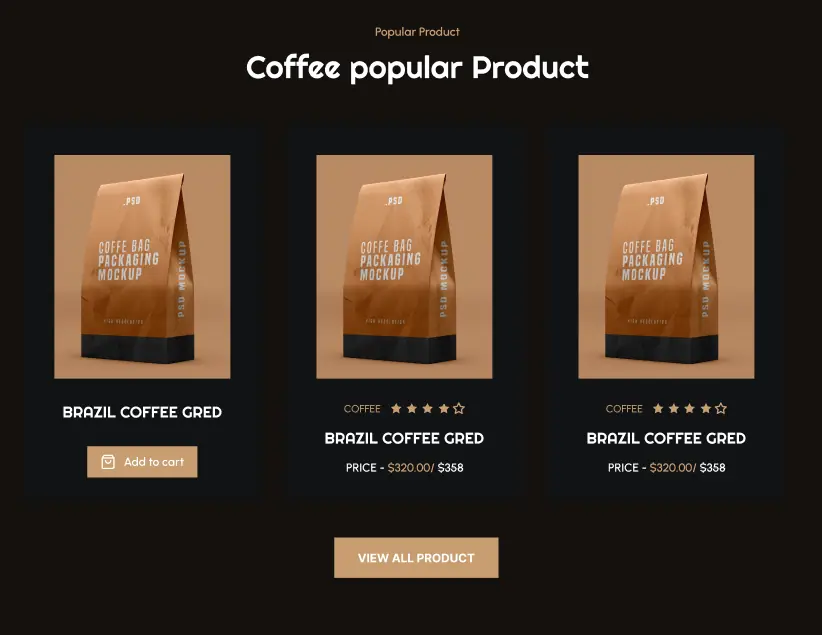 Popular Product
Coffee popular Product
_PSD
COFFE BAG
PACKAGING
MOCKUP
PSD MOCKUP
BRAZIL COFFEE GRED
Add to cart
_PSD
COFFE BAG
PACKAGING
MOCKUP
PSD MOCKUP
COFFEE
BRAZIL COFFEE GRED
PRICE - $320.00/ $358
_PSD
COFFE BAG
PACKAGING
MOCKUP
PSD MOCKUP
COFFEE
BRAZIL COFFEE GRED
PRICE - $320.00/ $358
VIEW ALL PRODUCT